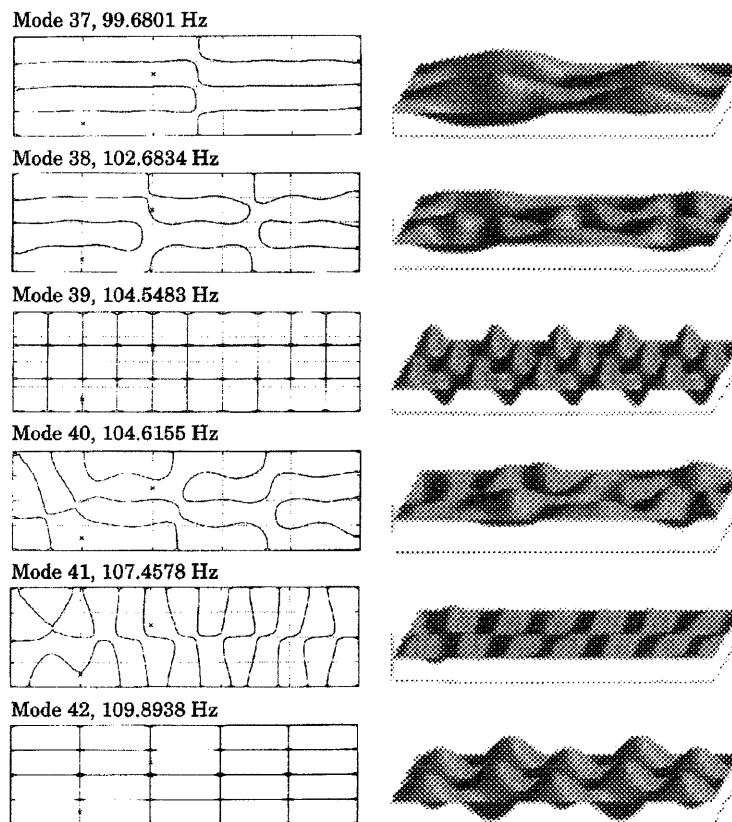 Mode 37, 99.6801 Hz
Mode 38, 102.6834 Hz
Mode 39, 104.5483 Hz
Mode 40, 104.6155 Hz
Mode 41, 107.4578 Hz
Mode 42, 109.8938 Hz